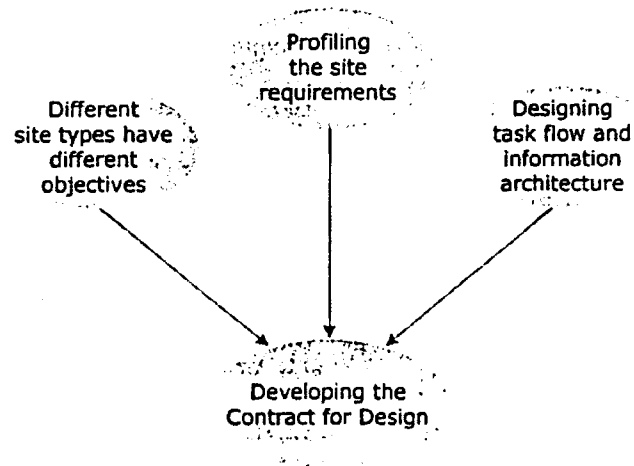 Profiling
the site
requirements
Different
site types have
different
objectives
Designing
task flow and
information
architecture
Developing the
Contract for Design